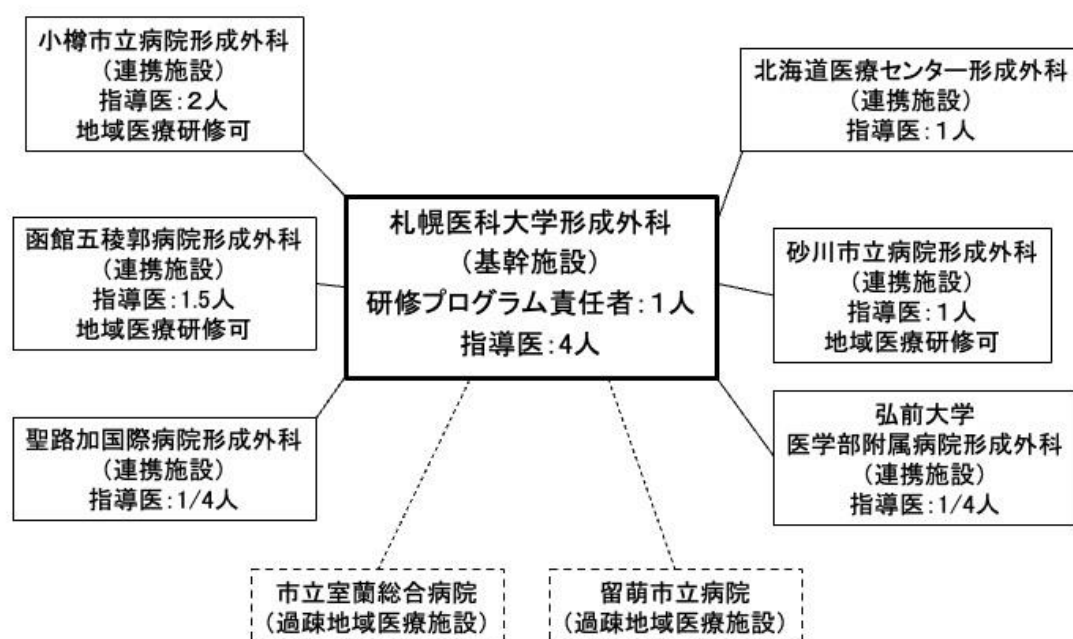 小樽市立病院形成外科
(連携施設)
指導医:2人
地域医療研修可
北海道医療センター形成外科
(連携施設)
指導医:1人
函館五稜郭病院形成外科
(連携施設)
指導医:1.5人
地域医療研修可
札幌医科大学形成外科
(基幹施設)
研修プログラム責任者:1人
指導医:4人
砂川市立病院形成外科
(連携施設)
指導医:1人
地域医療研修可
聖路加国際病院形成外科
(連携施設)
指導医:1/4人
弘前大学
医学部附属病院形成外科
(連携施設)
指導医:1/4人
市立室蘭総合病院
(過疎地域医療施設)
留萌市立病院
(過疎地域医療施設)